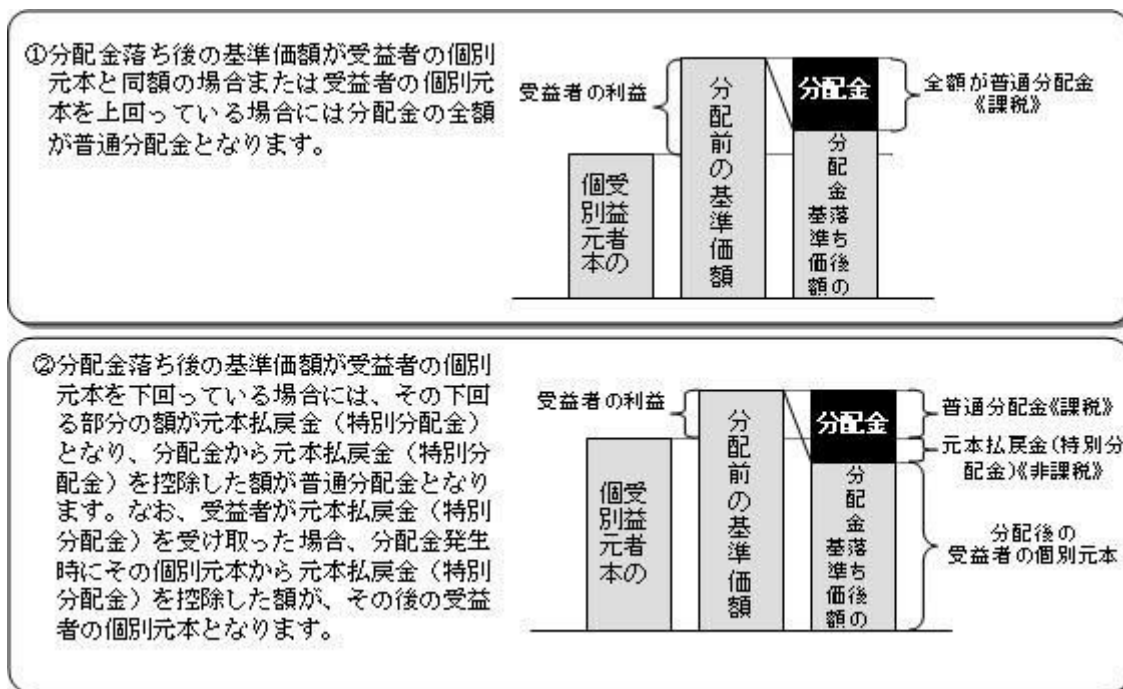 ①分配金落ち後の基準価額が受益者の個別
元本と同額の場合または受益者の個別元
本を上回っている場合には分配金の全額
が普通分配金となります。
受益者の利益
受益者の
個別元本
分配前の基準価額
分配金
分配金落ち後の
基準価額
全額が普通分配金
《課税》
②分配金落ち後の基準価額が受益者の個別
元本を下回っている場合には、その下回
る部分の額が元本払戻金（特別分配金）
となり、分配金から元本払戻金（特別分
配金）を控除した額が普通分配金となり
ます。なお、受益者が元本払戻金（特別
分配金）を受け取った場合、分配金発生
時にその個別元本から元本払戻金（特別
分配金）を控除した額が、その後の受益
者の個別元本となります。
受益者の利益
受益者の
個別元本
分配前の基準価額
分配金
分配金落ち後の
基準価額
普通分配金《課税》
元本払戻金(特別分
配金)《非課税》
分配後の
受益者の個別元本